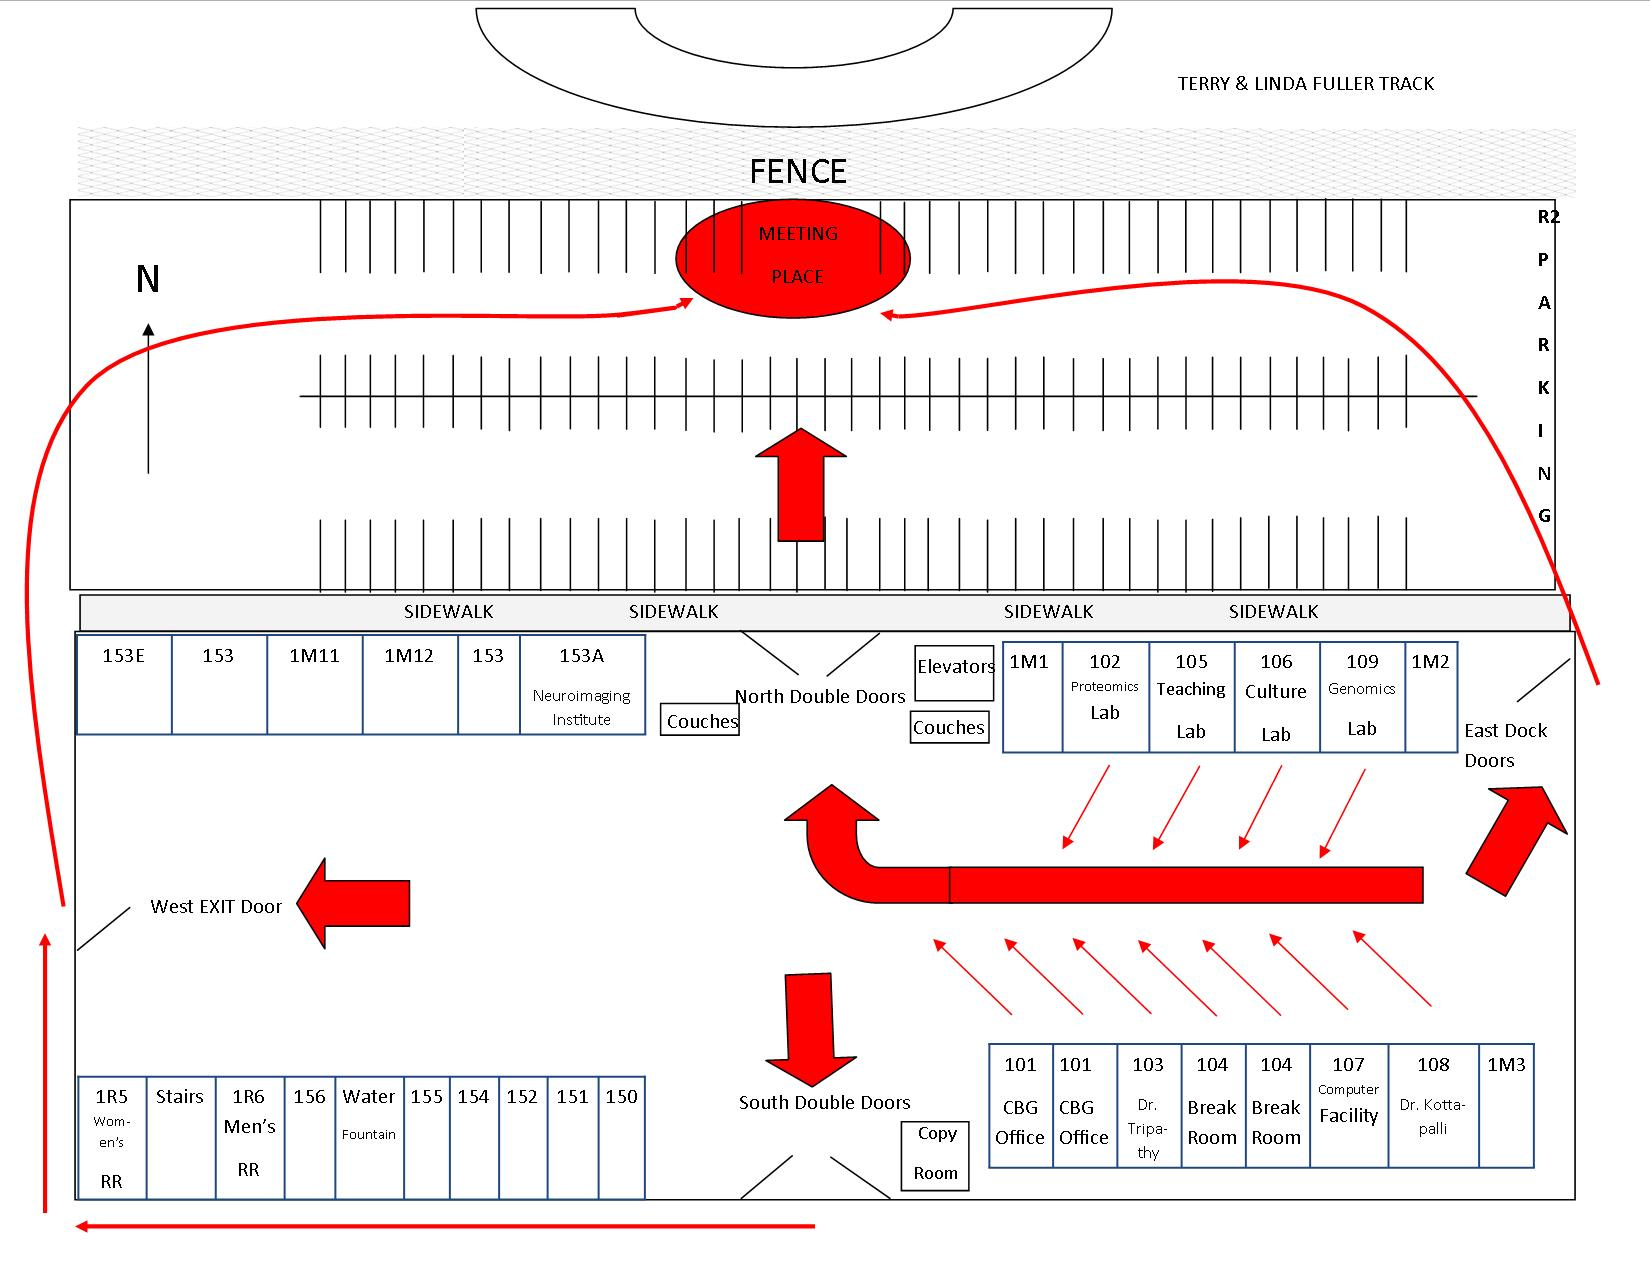 TERRY & LINDA FULLER TRACK
FENCE
R2
P
A
R
K
I
N
G
MEETING
PLACE
N
SIDEWALK
SIDEWALK
SIDEWALK
SIDEWALK
153E
153
1M11
1M12
153
153A
Neuroimaging
Institute
Couches
North Double Doors
Elevators
Couches
1M1
102
Proteomics
Lab
105
Teaching
Lab
106
Culture
Lab
109
Genomics
Lab
1M2
East Dock
Doors
West EXIT Door
South Double Doors
Copy
Room
1R5
Wom-
en’s
RR
Stairs
1R6
Men’s
RR
156
Water
Fountain
155
154
152
151
150
101
CBG
Office
101
CBG
Office
103
Dr.
Tripa-
thy
104
Break
Room
104
Break
Room
107
Computer
Facility
108
Dr. Kotta-
palli
1M3